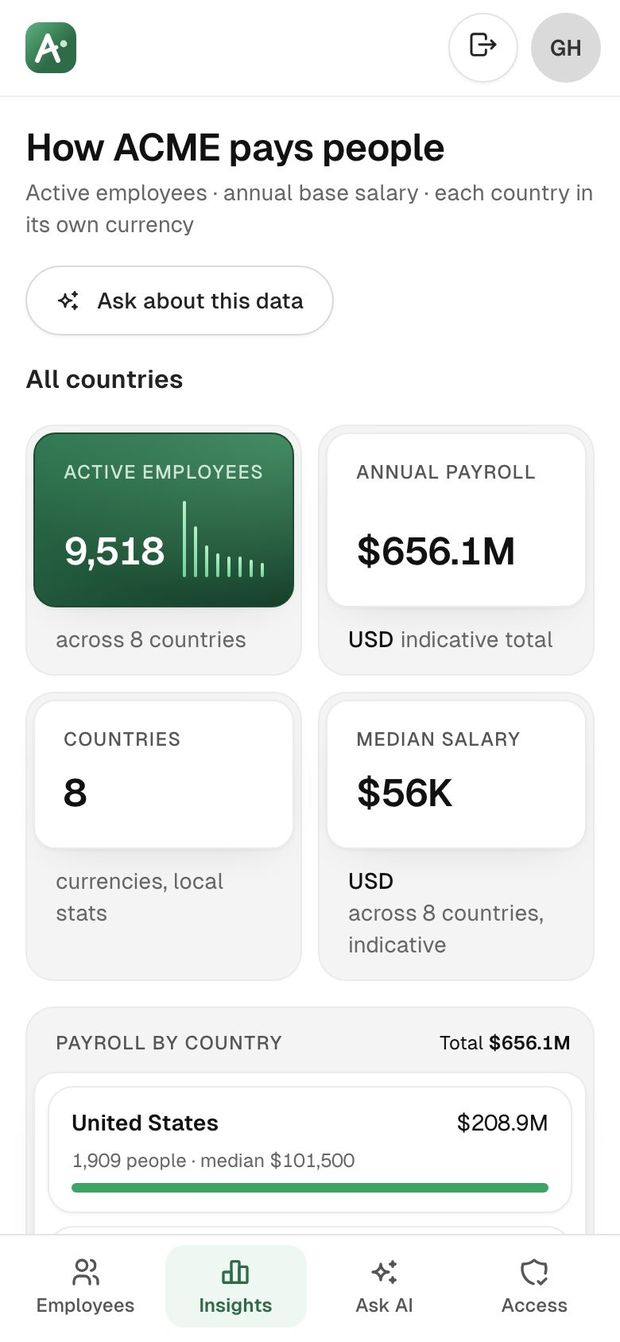 A
GH
How ACME pays people
Active employees · annual base salary · each country in
its own currency
Ask about this data
All countries
ACTIVE EMPLOYEES
9,518
across 8 countries
ANNUAL PAYROLL
$656.1M
USD indicative total
COUNTRIES
8
currencies, local
stats
MEDIAN SALARY
$56K
USD
across 8 countries,
indicative
PAYROLL BY COUNTRY
Total $656.1M
United States
$208.9M
1,909 people · median $101,500
Employees
Insights
Ask AI
Access